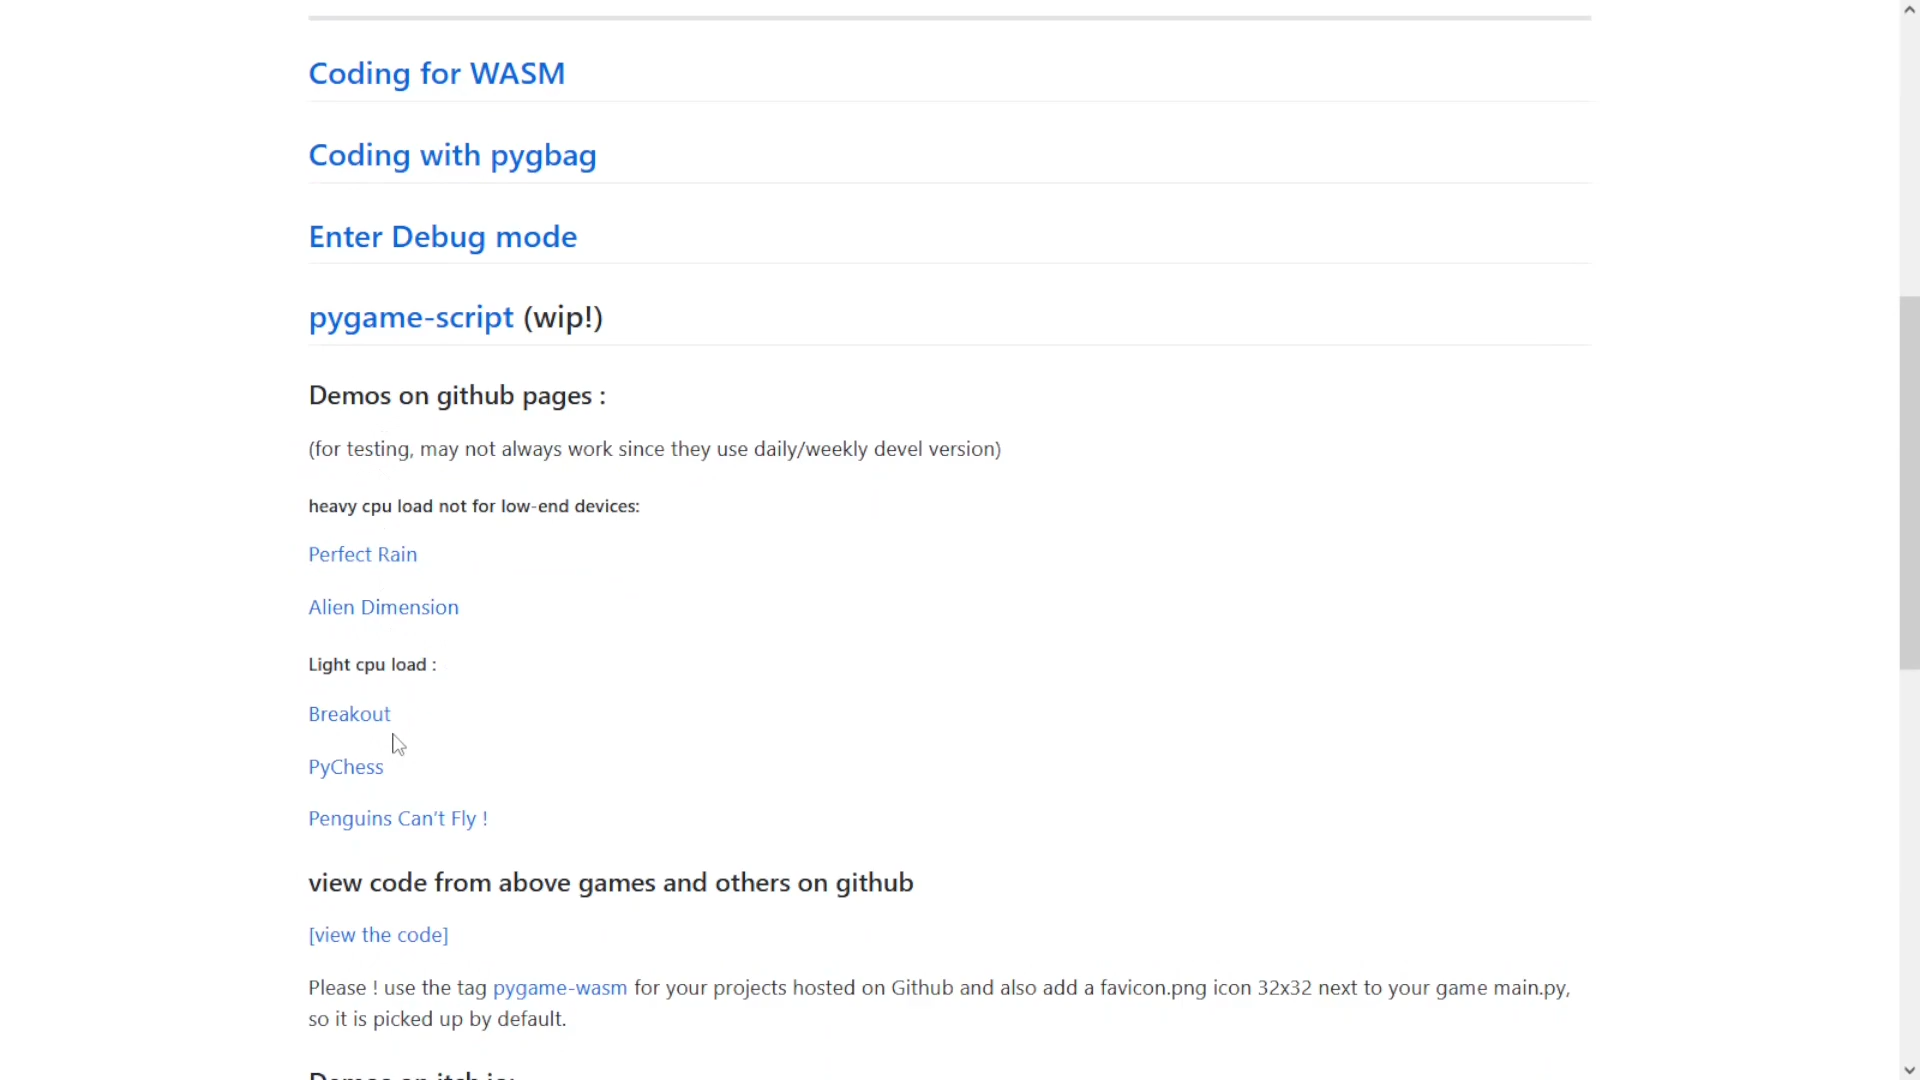 Coding for WASM
Coding with pygbag
Enter Debug mode
pygame-script (wip!)
Demos on github pages :
(for testing, may not always work since they use daily/weekly devel version)
heavy cpu load not for low-end devices:
Perfect Rain
Alien Dimension
Light cpu load :
Breakout
PyChess
Penguins Can’t Fly !
view code from above games and others on github
[view the code]
Please ! use the tag pygame-wasm for your projects hosted on Github and also add a favicon.png icon 32x32 next to your game main.py,
so it is picked up by default.
Demos on itch io: